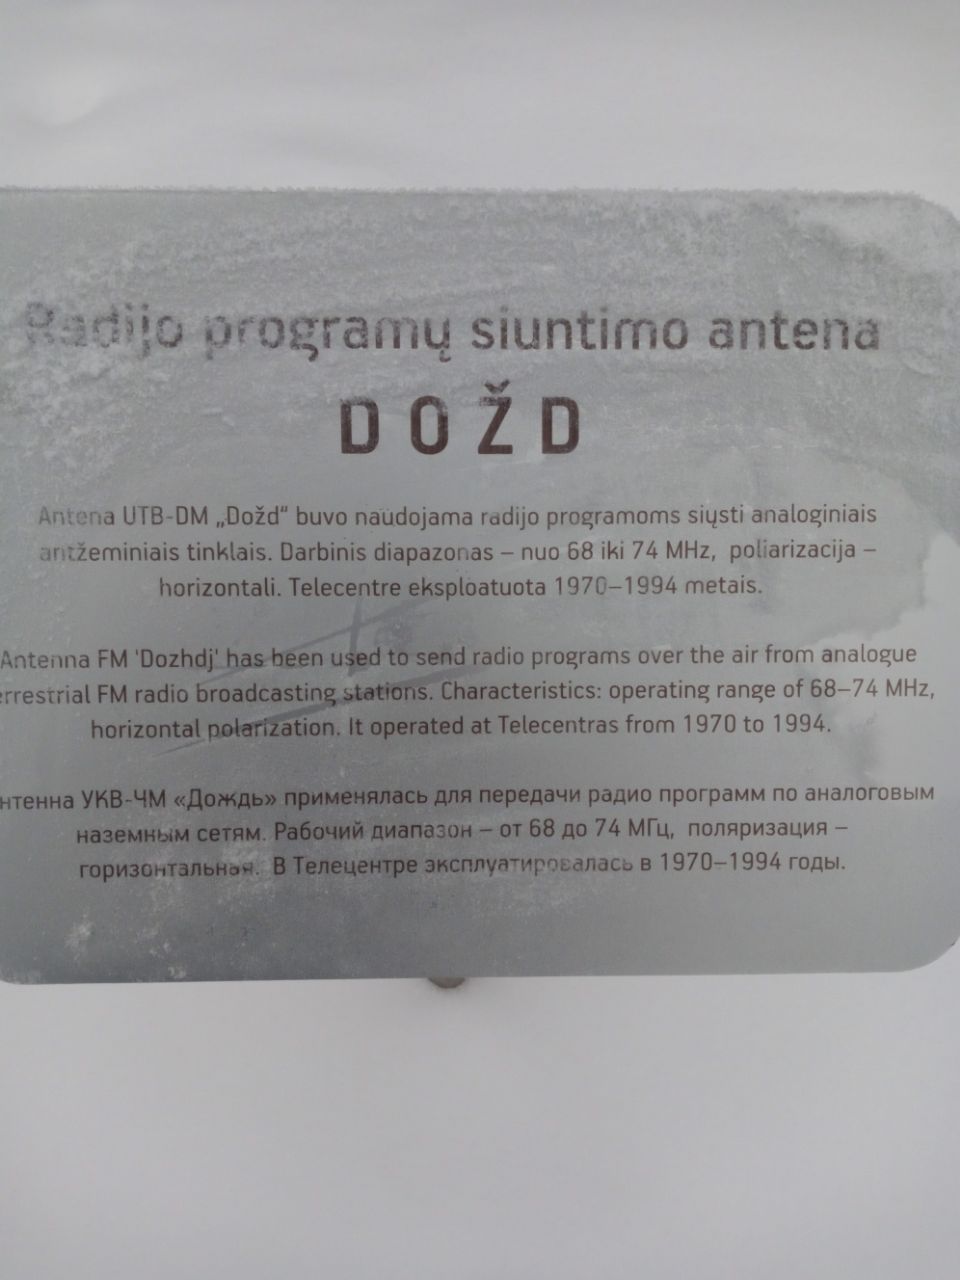 Radijo programų siuntimo antena
DOŽD
Antena UTB-DM „Dožd“ buvo naudojama radijo programoms siųsti analoginiais
antžeminiais tinklais. Darbinis diapazonas – nuo 68 iki 74 MHz, poliarizacija –
horizontali. Telecentre eksploatuota 1970–1994 metais.
Antenna FM 'Dozhdj' has been used to send radio programs over the air from analogue
errestrial FM radio broadcasting stations. Characteristics: operating range of 68–74 MHz,
horizontal polarization. It operated at Telecentras from 1970 to 1994.
нтенна УКВ-ЧМ «Дождь» применялась для передачи радио программ по аналоговым
наземным сетям. Рабочий диапазон – от 68 до 74 МГц, поляризация –
горизонтальная. В Телецентре эксплуатировалась в 1970–1994 годы.